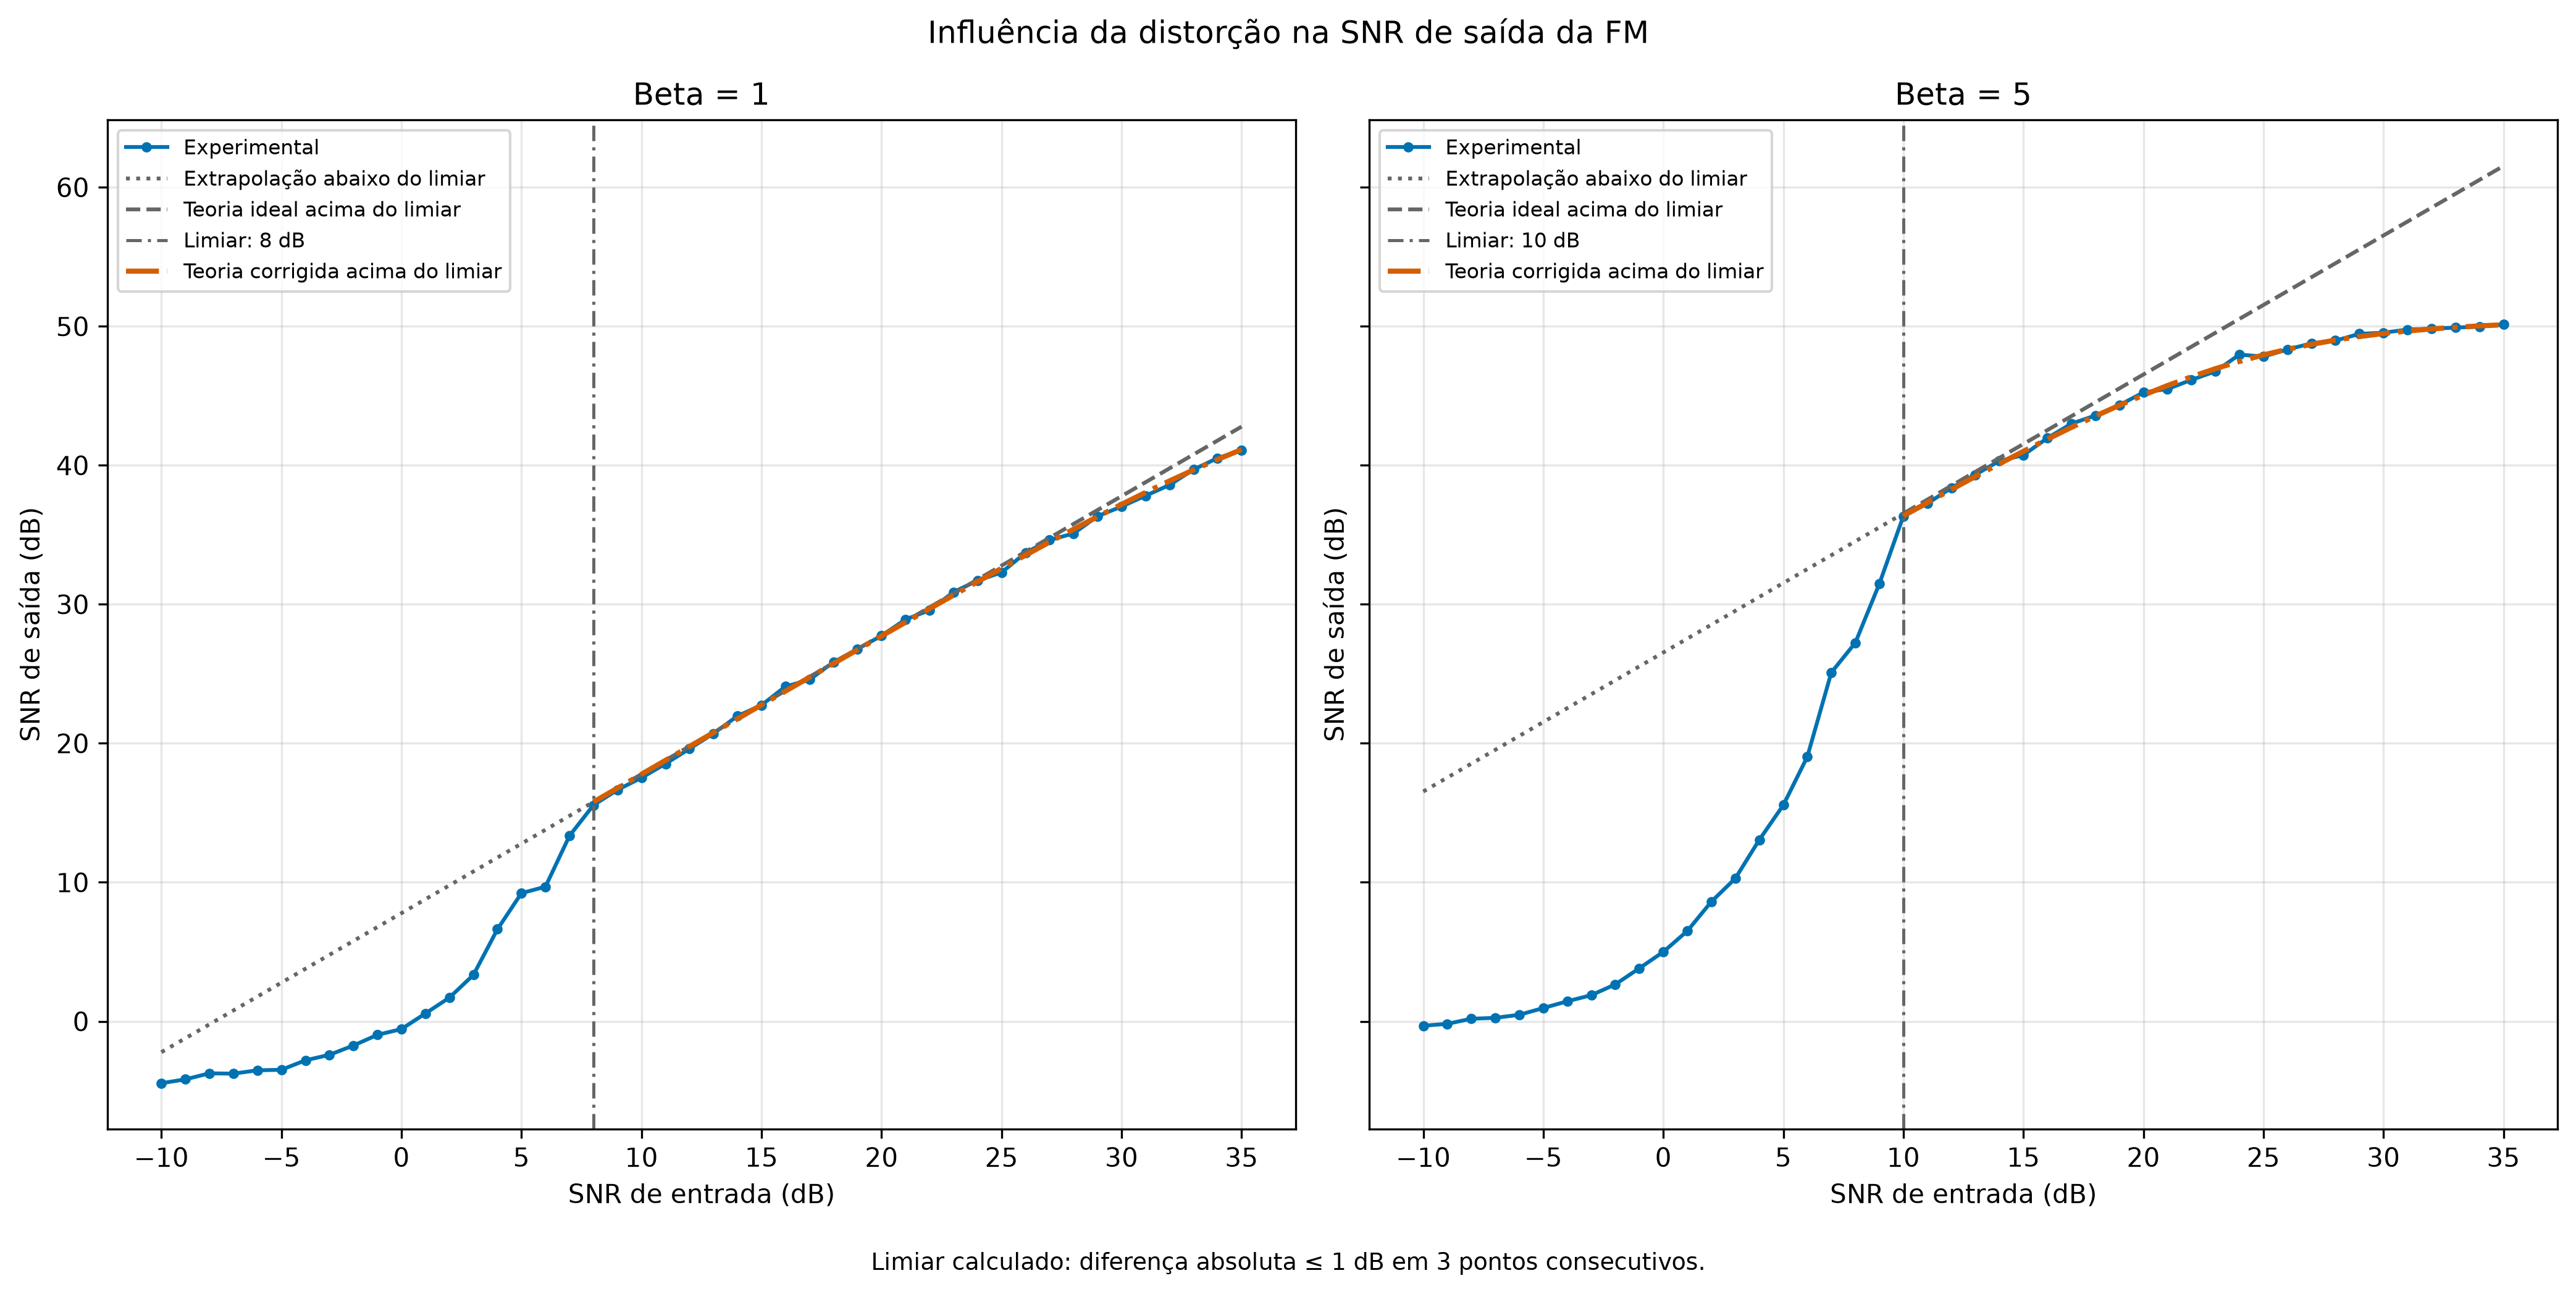 Influência da distorção na SNR de saída da FM
Beta = 1
Experimental
Extrapolação abaixo do limiar
Teoria ideal acima do limiar
Limiar: 8 dB
Teoria corrigida acima do limiar
SNR de saída (dB)
60
50
40
30
20
10
0
−10 −5 0 5 10 15 20 25 30 35
SNR de entrada (dB)
Beta = 5
Experimental
Extrapolação abaixo do limiar
Teoria ideal acima do limiar
Limiar: 10 dB
Teoria corrigida acima do limiar
SNR de saída (dB)
−10 −5 0 5 10 15 20 25 30 35
SNR de entrada (dB)
Limiar calculado: diferença absoluta ≤ 1 dB em 3 pontos consecutivos.